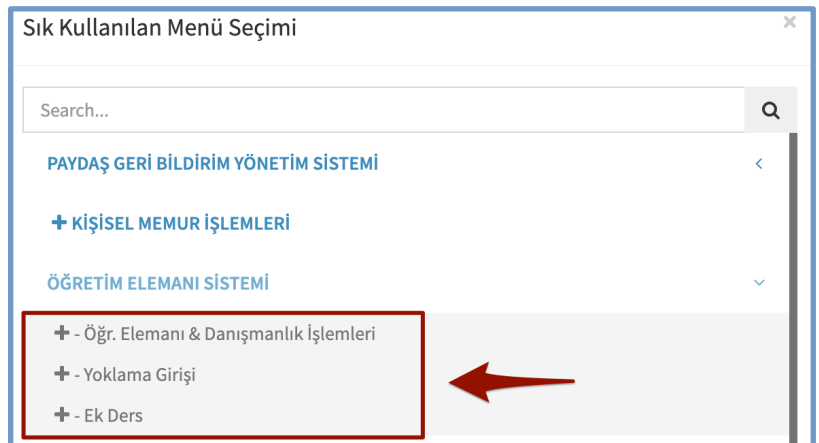 Sık Kullanılan Menü Seçimi ×
Search...
PAYDAŞ GERİ BİLDİRİM YÖNETİM SİSTEMİ
+ KİŞİSEL MEMUR İŞLEMLERİ
ÖĞRETİM ELEMANI SİSTEMİ
+ - Öğr. Elemanı & Danışmanlık İşlemleri
+ - Yoklama Girişi
+ - Ek Ders